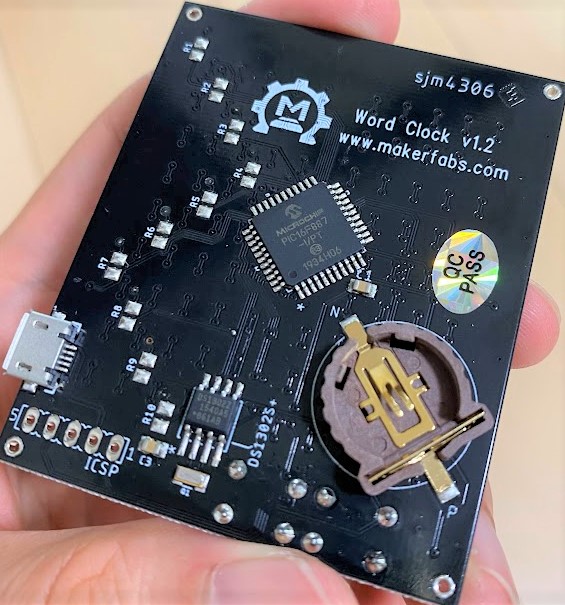 sjm4306
R1
R2
M
Word Clock v1.2
www.makerfabs.com
R3
R4
MICROCHIP
PIC16F887
-I/PT
1934H06
R5
R6
R7
QC
PASS
C1
N
R8
R9
R10
DS1302S+
S
1
ICSP
C3
P